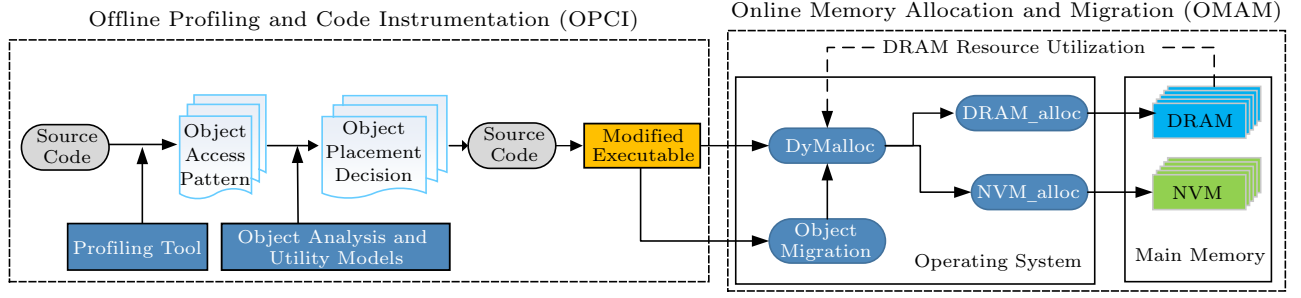 Offline Profiling and Code Instrumentation (OPCI)
Online Memory Allocation and Migration (OMAM)
DRAM Resource Utilization
Source
Code
Object
Access
Pattern
Object
Placement
Decision
Source
Code
Modified
Executable
DyMalloc
DRAM_alloc
NVM_alloc
DRAM
NVM
Profiling Tool
Object Analysis and
Utility Models
Object
Migration
Operating System
Main Memory